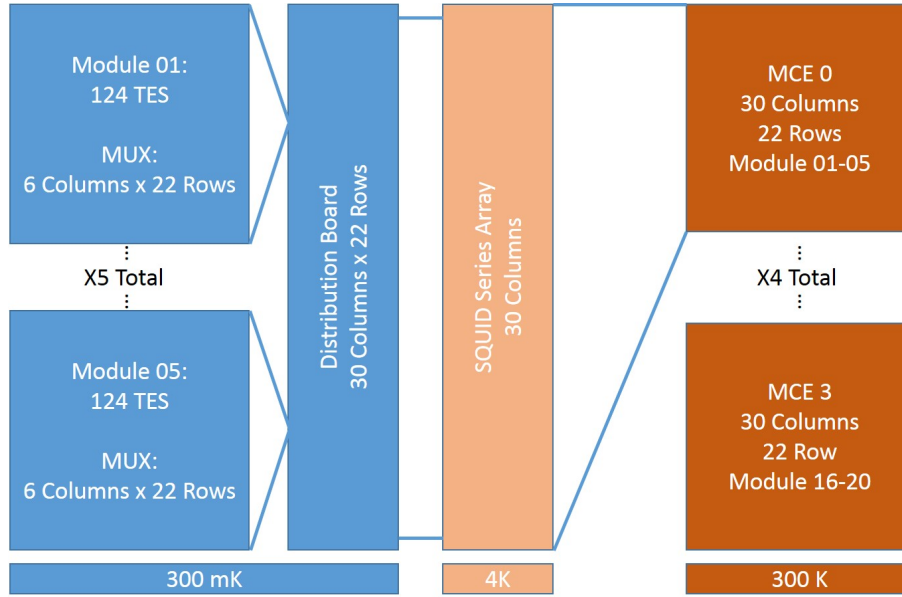 Module 01:
124 TES
MUX:
6 Columns x 22 Rows
⋮
X5 Total
⋮
Module 05:
124 TES
MUX:
6 Columns x 22 Rows
Distribution Board
30 Columns x 22 Rows
SQUID Series Array
30 Columns
MCE 0
30 Columns
22 Rows
Module 01-05
⋮
X4 Total
⋮
MCE 3
30 Columns
22 Row
Module 16-20
300 mK
4K
300 K